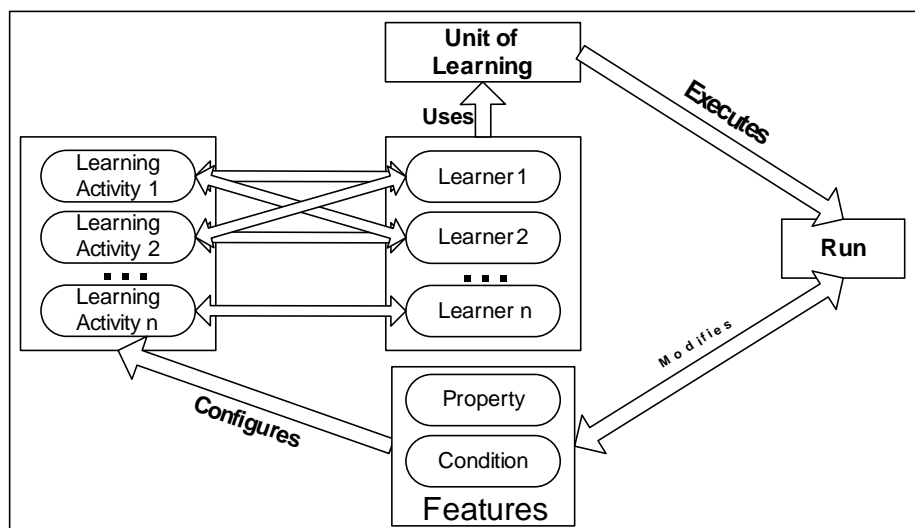 Unit of
Learning
Executes
Uses
Learning
Activity 1
Learner 1
Learning
Activity 2
Learner 2
...
...
Run
Learning
Activity n
Learner n
Modifies
Configures
Property
Condition
Features